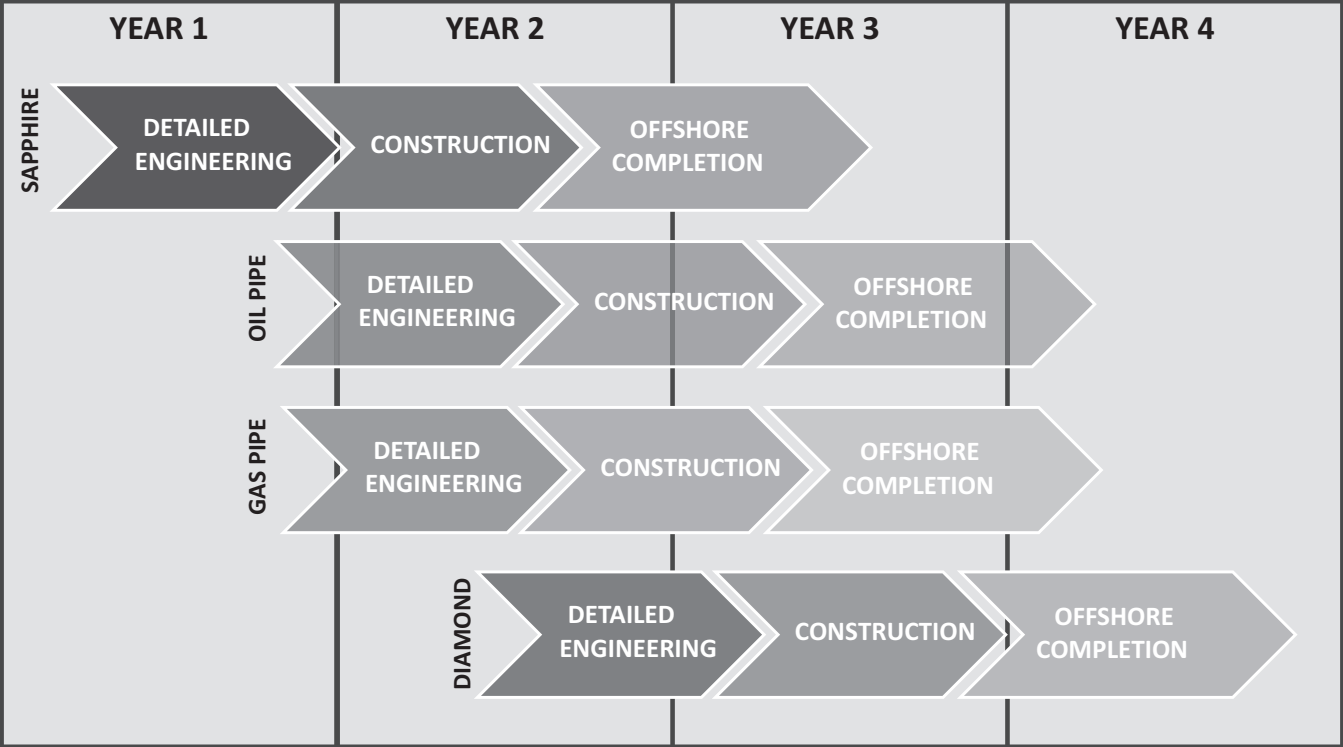 YEAR 1
YEAR 2
YEAR 3
YEAR 4
SAPPHIRE
DETAILED
ENGINEERING
CONSTRUCTION
OFFSHORE
COMPLETION
OIL PIPE
DETAILED
ENGINEERING
CONSTRUCTION
OFFSHORE
COMPLETION
GAS PIPE
DETAILED
ENGINEERING
CONSTRUCTION
OFFSHORE
COMPLETION
DIAMOND
DETAILED
ENGINEERING
CONSTRUCTION
OFFSHORE
COMPLETION